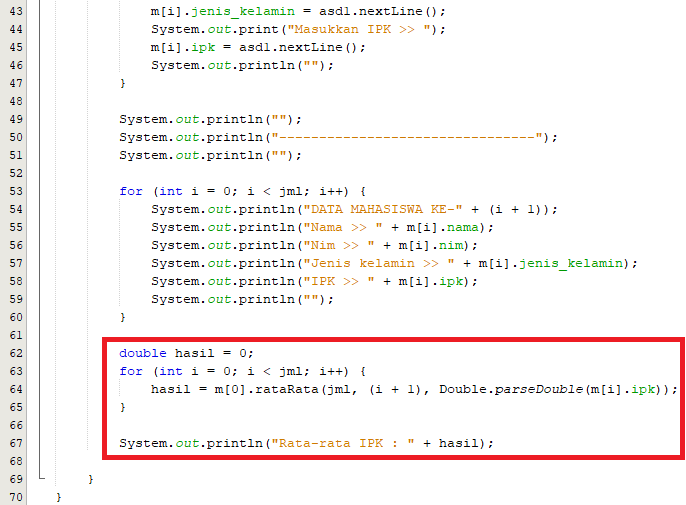 43 m[i].jenis_kelamin = asdl.nextLine();
44 System.out.print("Masukkan IPK >> ");
45 m[i].ipk = asdl.nextLine();
46 System.out.println("");
47 }
48
49 System.out.println("");
50 System.out.println("--------------------------------");
51 System.out.println("");
52
53 for (int i = 0; i < jml; i++) {
54 System.out.println("DATA MAHASISWA KE-" + (i + 1));
55 System.out.println("Nama >> " + m[i].nama);
56 System.out.println("Nim >> " + m[i].nim);
57 System.out.println("Jenis kelamin >> " + m[i].jenis_kelamin);
58 System.out.println("IPK >> " + m[i].ipk);
59 System.out.println("");
60 }
61
62 double hasil = 0;
63 for (int i = 0; i < jml; i++) {
64 hasil = m[0].rataRata(jml, (i + 1), Double.parseDouble(m[i].ipk));
65 }
66
67 System.out.println("Rata-rata IPK : " + hasil);
68
69 }
70 }